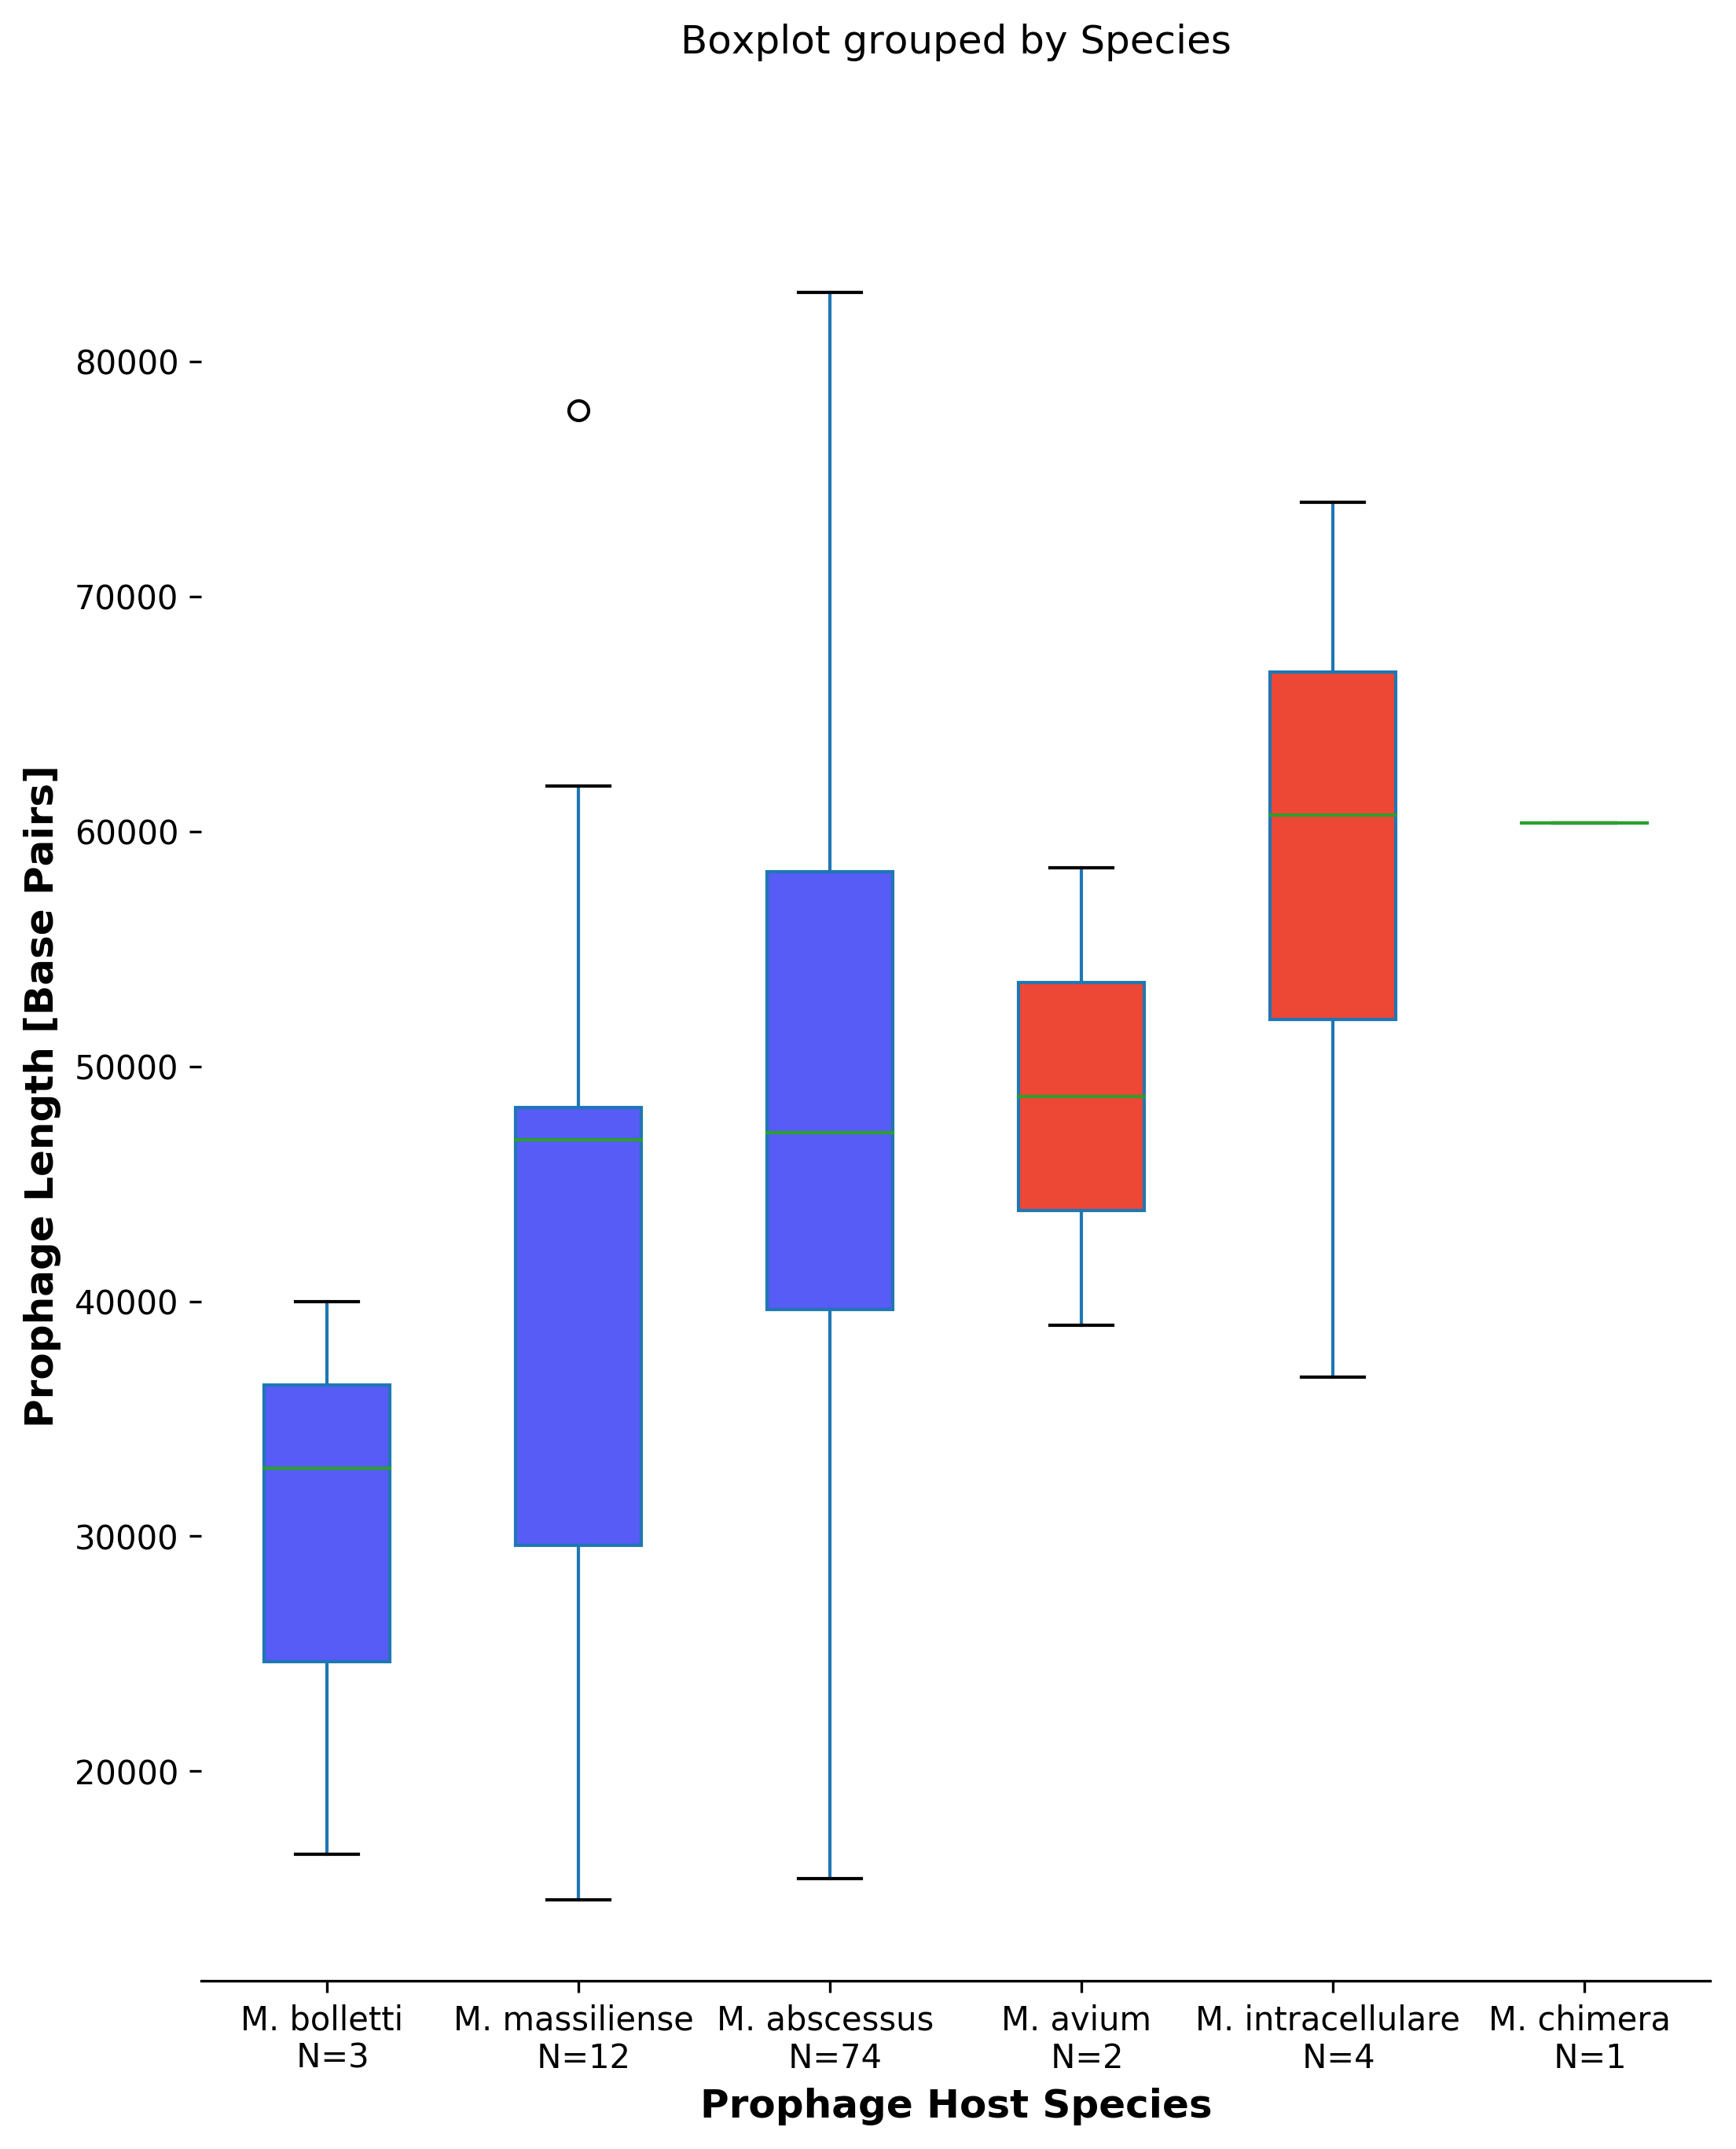 Boxplot grouped by Species
Prophage Length [Base Pairs]
80000
70000
60000
50000
40000
30000
20000
M. bolletti
N=3
M. massiliense
N=12
M. abscessus
N=74
M. avium
N=2
M. intracellulare
N=4
M. chimera
N=1
Prophage Host Species